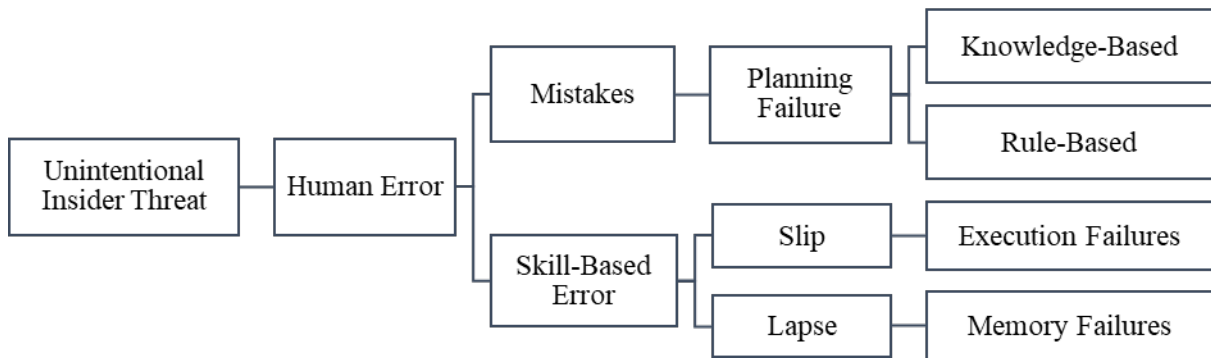 Unintentional
Insider Threat
Human Error
Mistakes
Planning
Failure
Knowledge-Based
Rule-Based
Skill-Based
Error
Slip
Execution Failures
Lapse
Memory Failures